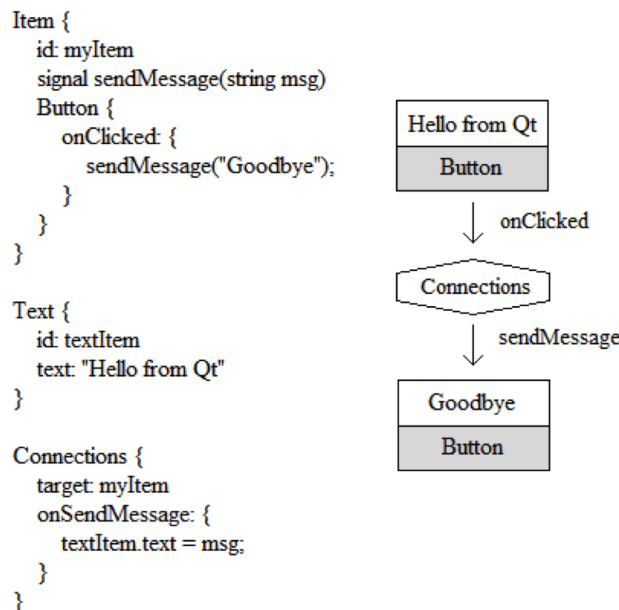 Item {
id: myItem
signal sendMessage(string msg)
Button {
onClicked: {
sendMessage("Goodbye");
}
}
}
Text {
id: textItem
text: "Hello from Qt"
}
Connections {
target: myItem
onSendMessage: {
textItem.text = msg;
}
}
Hello from Qt
Button
onClicked
Connections
sendMessage
Goodbye
Button